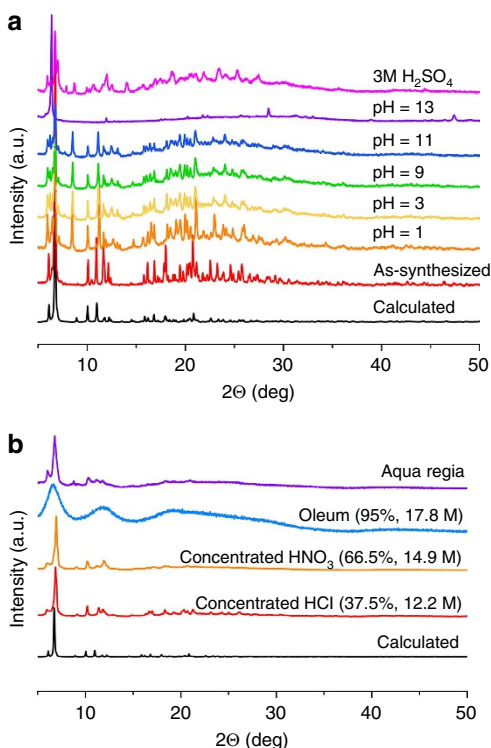 a
3M H₂SO₄
pH = 13
pH = 11
pH = 9
pH = 3
pH = 1
As-synthesized
Calculated
Intensity (a.u.)
10 20 30 40 50
2Θ (deg)
b
Aqua regia
Oleum (95%, 17.8 M)
Concentrated HNO₃ (66.5%, 14.9 M)
Concentrated HCl (37.5%, 12.2 M)
Calculated
Intensity (a.u.)
10 20 30 40 50
2Θ (deg)